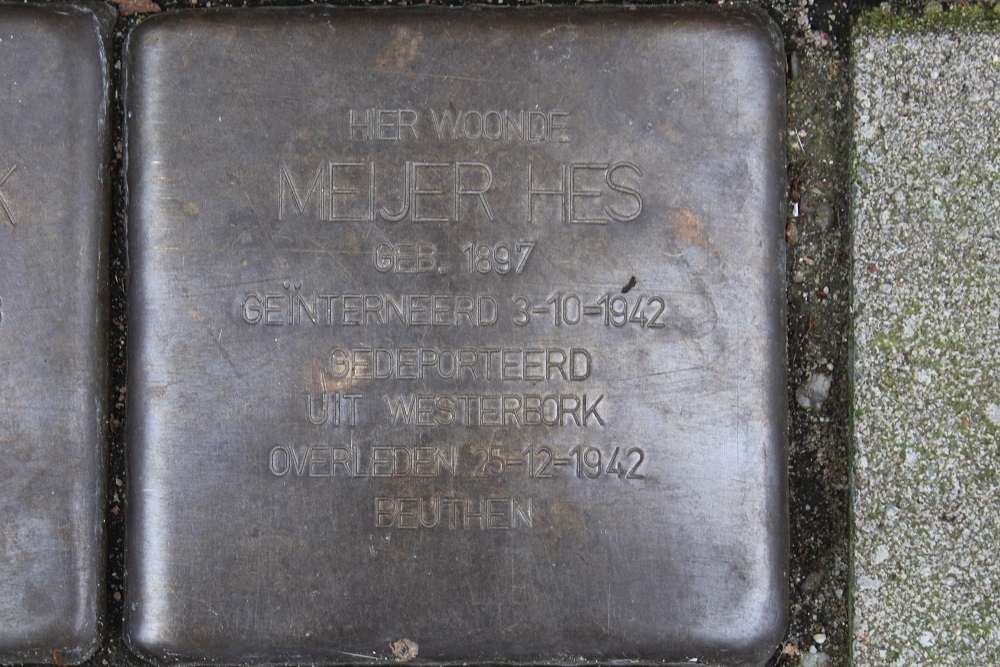 HIER WOONDE
MEIJER HES
GEB. 1897
GEÏNTERNEERD 3-10-1942
GEDEPORTEERD
UIT WESTERBORK
OVERLEDEN 25-12-1942
BEUTHEN